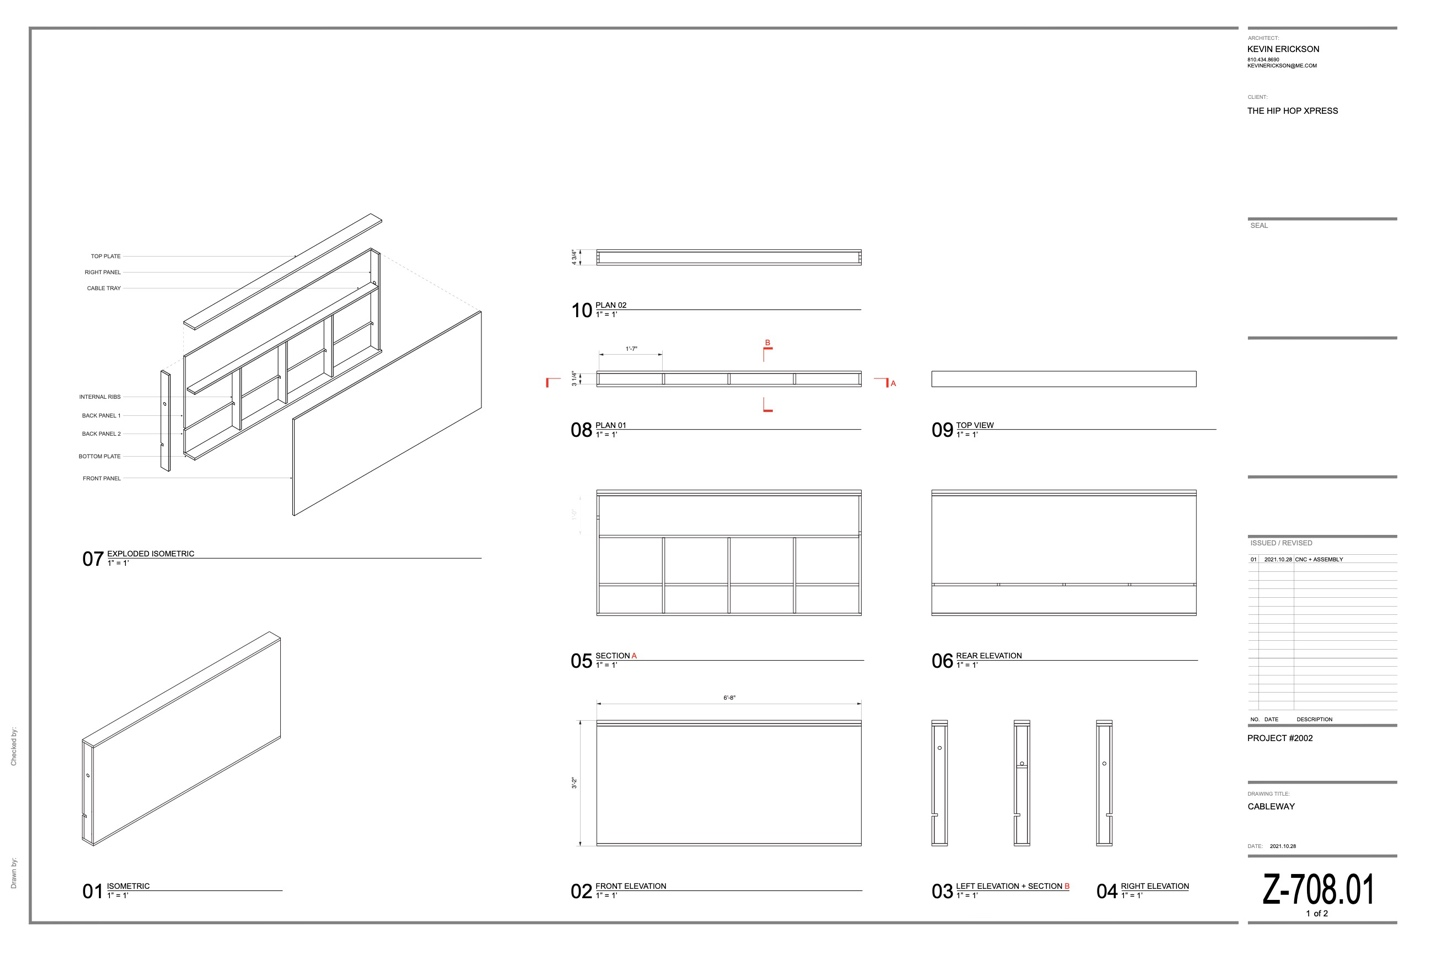 ARCHITECT:
KEVIN ERICKSON
810.434.8690
KEVINERICKSON@ME.COM
CLIENT:
THE HIP HOP XPRESS
SEAL
ISSUED / REVISED
01 2021.10.28 CNC + ASSEMBLY
NO. DATE DESCRIPTION
PROJECT #2002
DRAWING TITLE:
CABLEWAY
DATE: 2021.10.28
Z-708.01
1 of 2
TOP PLATE
RIGHT PANEL
CABLE TRAY
INTERNAL RIBS
BACK PANEL 1
BACK PANEL 2
BOTTOM PLATE
FRONT PANEL
07 EXPLODED ISOMETRIC
1" = 1'
4 3/4"
10 PLAN 02
1" = 1'
1'-7"
B
3 1/4"
A
08 PLAN 01
1" = 1'
09 TOP VIEW
1" = 1'
05 SECTION A
1" = 1'
06 REAR ELEVATION
1" = 1'
01 ISOMETRIC
1" = 1'
6'-8"
3'-2"
02 FRONT ELEVATION
1" = 1'
03 LEFT ELEVATION + SECTION B
1" = 1'
04 RIGHT ELEVATION
1" = 1'
Checked by:
Drawn by: